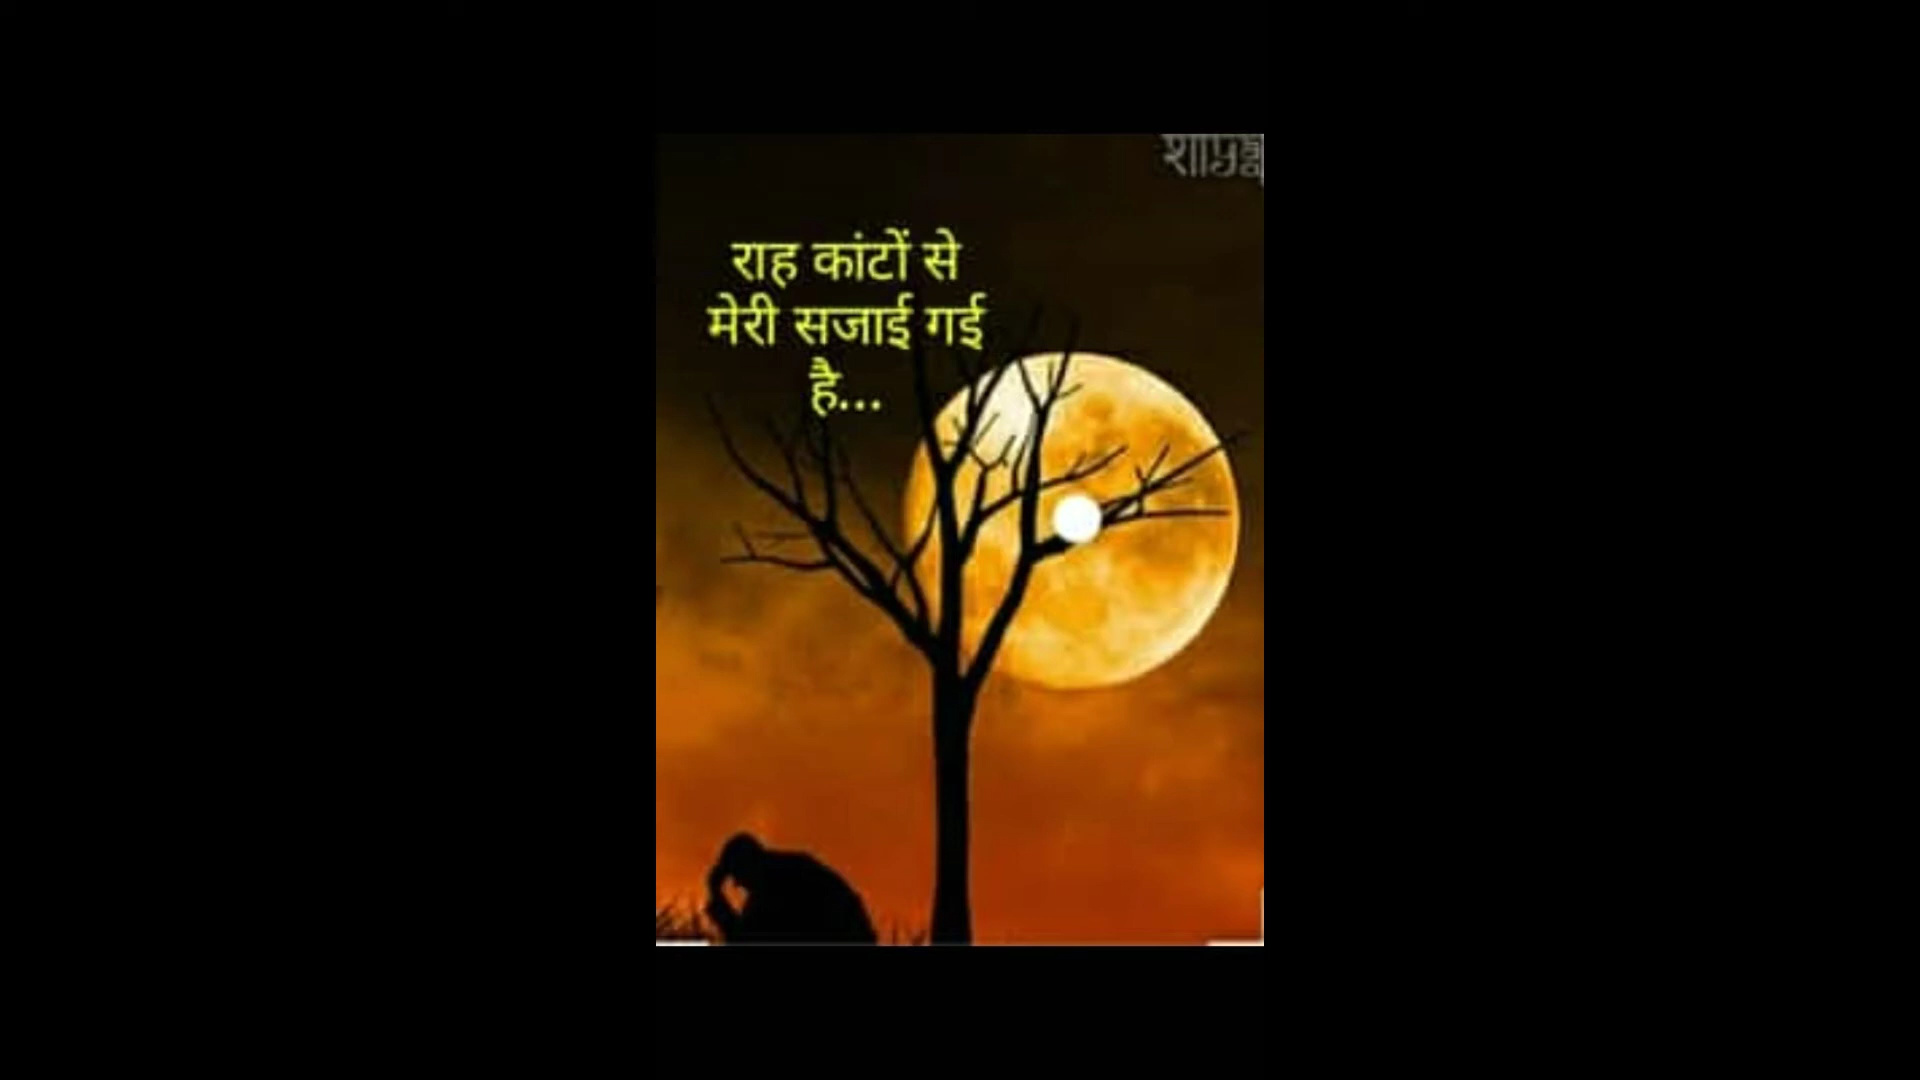 राह कांटों से
मेरी सजाई गई
है...